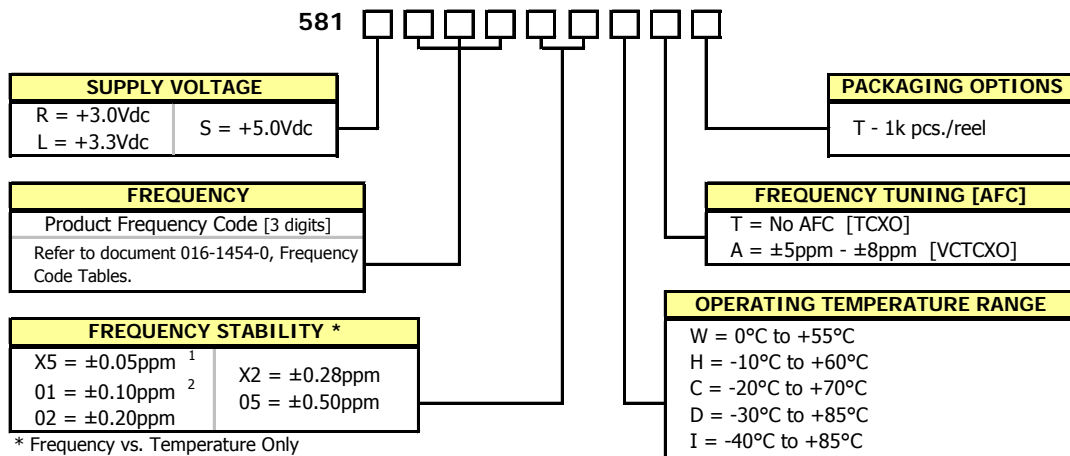 581
SUPPLY VOLTAGE
R = +3.0Vdc
L = +3.3Vdc
S = +5.0Vdc
PACKAGING OPTIONS
T - 1k pcs./reel
FREQUENCY
Product Frequency Code [3 digits]
Refer to document 016-1454-0, Frequency
Code Tables.
FREQUENCY TUNING [AFC]
T = No AFC [TCXO]
A = ±5ppm - ±8ppm [VCTCXO]
FREQUENCY STABILITY *
X5 = ±0.05ppm 1
01 = ±0.10ppm 2
02 = ±0.20ppm
X2 = ±0.28ppm
05 = ±0.50ppm
* Frequency vs. Temperature Only
OPERATING TEMPERATURE RANGE
W = 0°C to +55°C
H = -10°C to +60°C
C = -20°C to +70°C
D = -30°C to +85°C
I = -40°C to +85°C